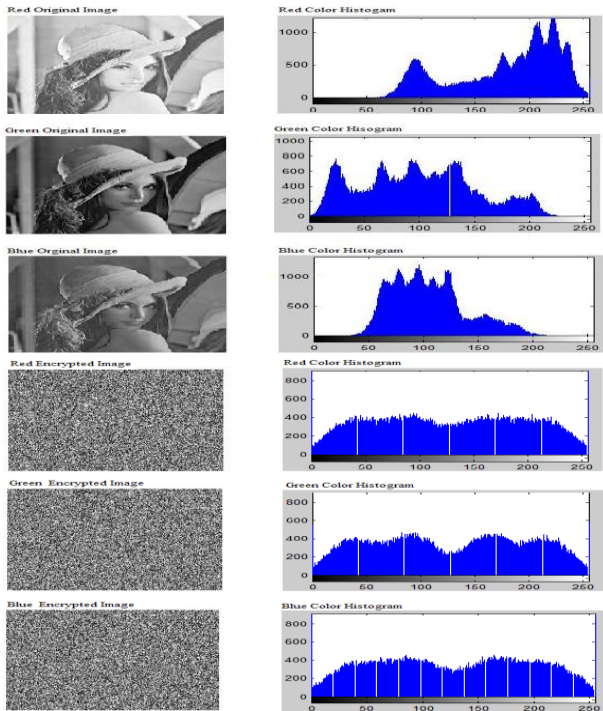 Red Original Image
Red Color Histogam
1000
500
0
0 50 100 150 200 250
Green Original Image
Green Color Hisogram
1000
800
600
400
200
0
0 50 100 150 200 250
Blue Orginal Image
Blue Color Histogram
1000
500
0
0 50 100 150 200 250
Red Encrypted Image
Red Color Histogram
800
600
400
200
0
0 50 100 150 200 250
Green Encrypted Image
Green Color Histogram
800
600
400
200
0
0 50 100 150 200 250
Blue Encrypted Image
Blue Color Histogram
800
600
400
200
0
0 50 100 150 200 250